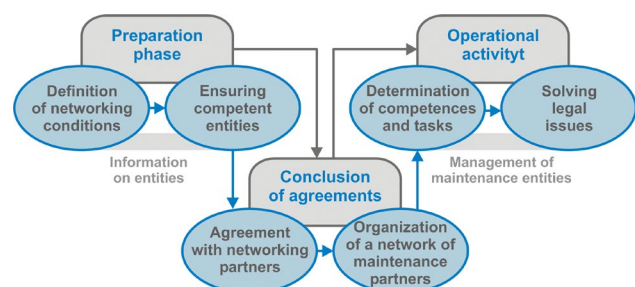 Preparation
phase
Definition
of networking
conditions
Ensuring
competent
entities
Information
on entities
Conclusion
of agreements
Agreement
with networking
partners
Organization
of a network of
maintenance
partners
Operational
activityt
Determination
of competences
and tasks
Solving
legal
issues
Management of
maintenance entities